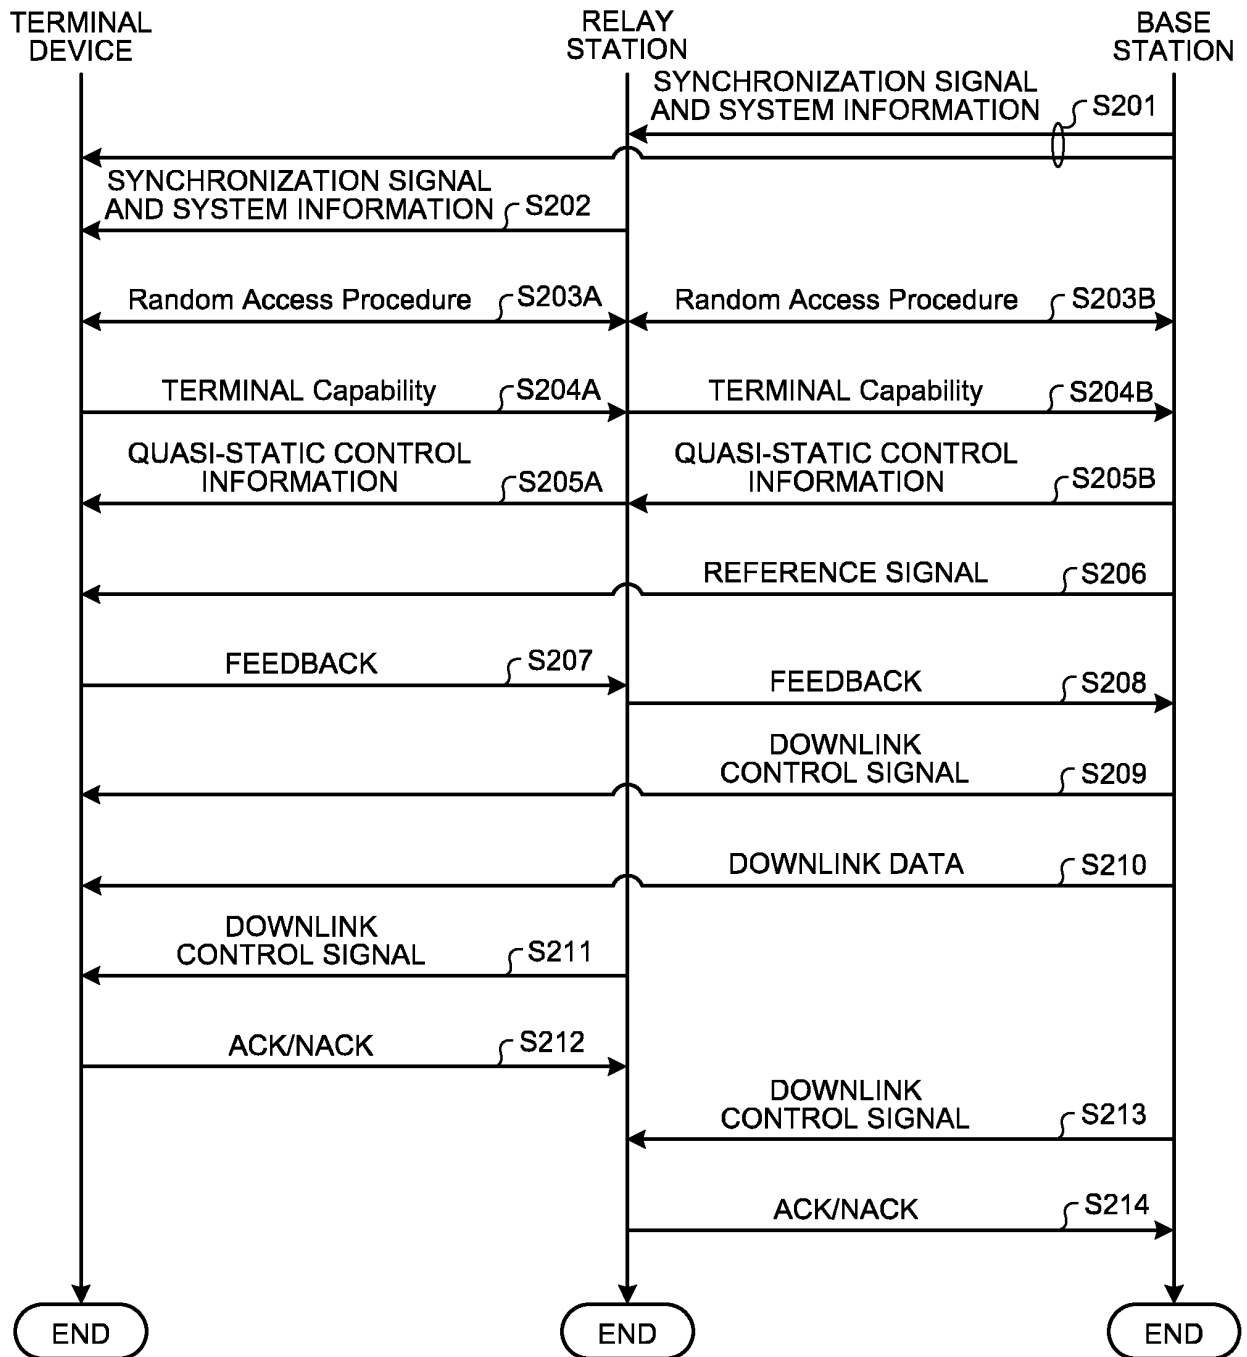 TERMINAL
DEVICE
RELAY
STATION
BASE
STATION
SYNCHRONIZATION SIGNAL
AND SYSTEM INFORMATION
S201
SYNCHRONIZATION SIGNAL
AND SYSTEM INFORMATION
S202
Random Access Procedure
S203A
Random Access Procedure
S203B
TERMINAL Capability
S204A
TERMINAL Capability
S204B
QUASI-STATIC CONTROL
INFORMATION
S205A
QUASI-STATIC CONTROL
INFORMATION
S205B
REFERENCE SIGNAL
S206
FEEDBACK
S207
FEEDBACK
S208
DOWNLINK
CONTROL SIGNAL
S209
DOWNLINK DATA
S210
DOWNLINK
CONTROL SIGNAL
S211
ACK/NACK
S212
DOWNLINK
CONTROL SIGNAL
S213
ACK/NACK
S214
END
END
END